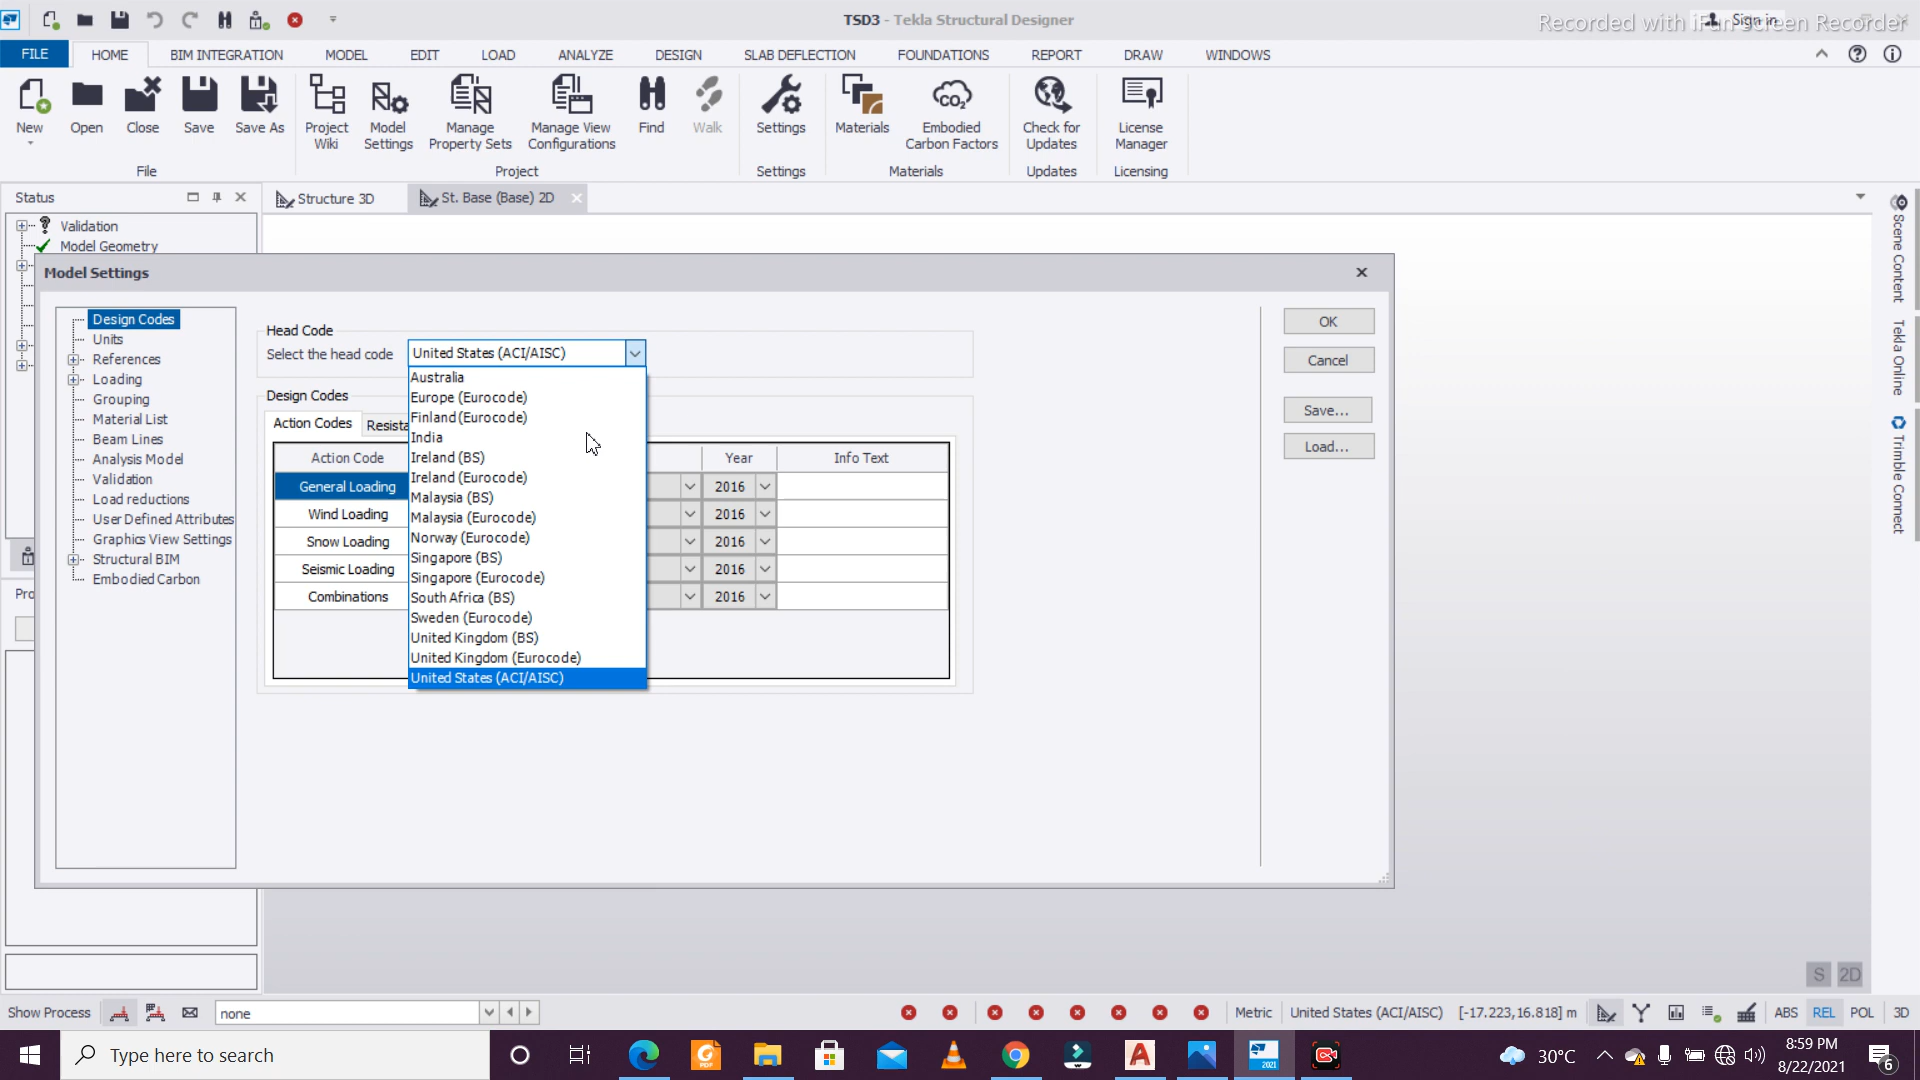 TSD3 - Tekla Structural Designer
Sign in
Recorded with iFun Screen Recorder
FILE HOME BIM INTEGRATION MODEL EDIT LOAD ANALYZE DESIGN SLAB DEFLECTION FOUNDATIONS REPORT DRAW WINDOWS
New
Open
Close
Save
Save As
Project
Wiki
Model
Settings
Manage
Property Sets
Manage View
Configurations
Find
Walk
Settings
Materials
CO2
Embodied
Carbon Factors
Check for
Updates
License
Manager
File
Project
Settings
Materials
Updates
Licensing
Status
Validation
Model Geometry
Structure 3D
St. Base (Base) 2D
Scene Content
Tekla Online
Trimble Connect
Model Settings
Design Codes
Units
References
Loading
Grouping
Material List
Beam Lines
Analysis Model
Validation
Load reductions
User Defined Attributes
Graphics View Settings
Structural BIM
Embodied Carbon
Head Code
Select the head code United States (ACI/AISC)
Australia
Europe (Eurocode)
Finland (Eurocode)
India
Ireland (BS)
Ireland (Eurocode)
Malaysia (BS)
Malaysia (Eurocode)
Norway (Eurocode)
Singapore (BS)
Singapore (Eurocode)
South Africa (BS)
Sweden (Eurocode)
United Kingdom (BS)
United Kingdom (Eurocode)
United States (ACI/AISC)
Design Codes
Action Codes Resista
Action Code Year Info Text
General Loading 2016
Wind Loading 2016
Snow Loading 2016
Seismic Loading 2016
Combinations 2016
OK
Cancel
Save...
Load...
Pro
S 2D
Show Process
none
Metric United States (ACI/AISC) [-17.223,16.818] m
ABS REL POL 3D
Type here to search
PDF
2021
30°C
8:59 PM
8/22/2021
6